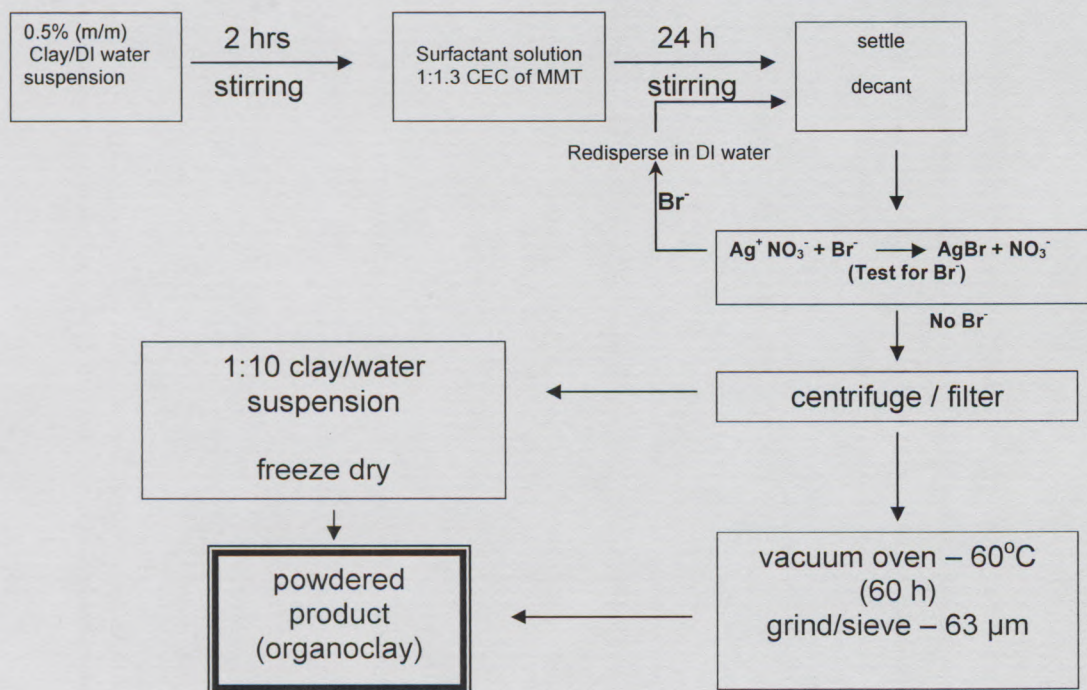 0.5% (m/m)
Clay/DI water
suspension
2 hrs
stirring
Surfactant solution
1:1.3 CEC of MMT
24 h
stirring
settle
decant
Redisperse in DI water
Br⁻
Ag⁺ NO₃⁻ + Br⁻ → AgBr + NO₃⁻
(Test for Br⁻)
No Br⁻
centrifuge / filter
1:10 clay/water
suspension
freeze dry
vacuum oven – 60°C
(60 h)
grind/sieve – 63 µm
powdered
product
(organoclay)